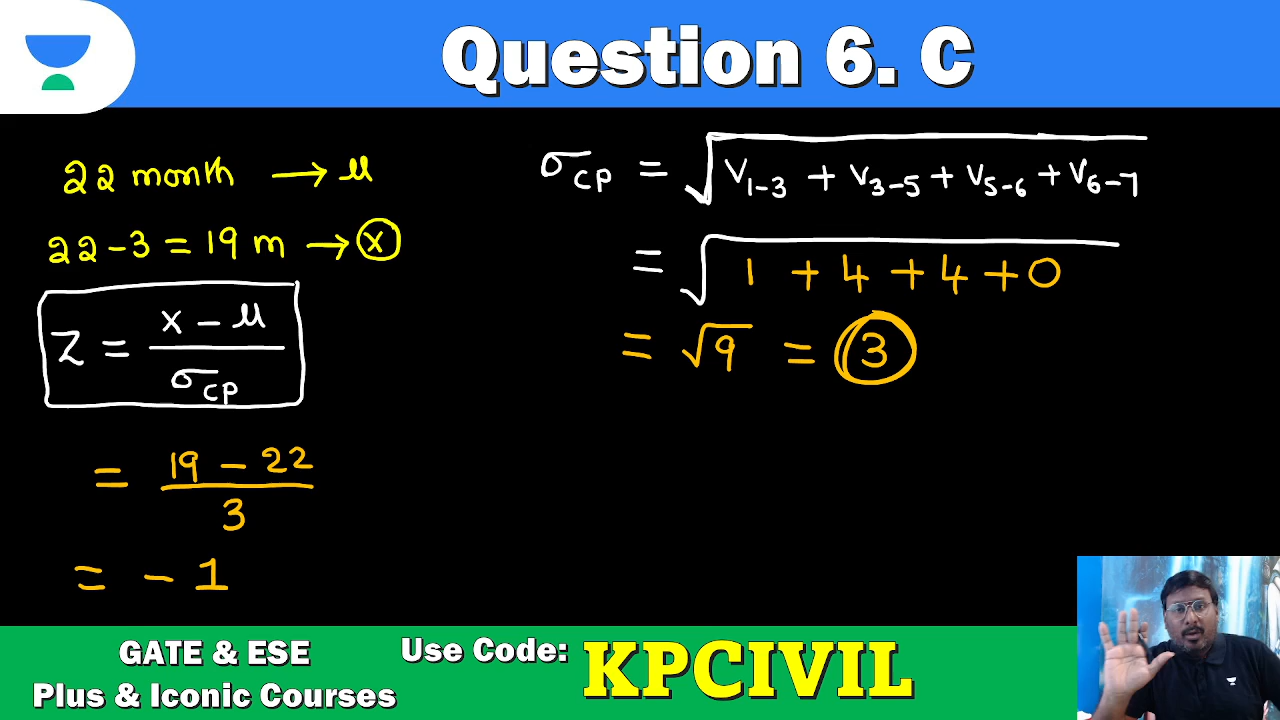 Question 6. C
22 month → μ
22 - 3 = 19 m → x
Z = (x - μ) / σCP
= (19 - 22) / 3
= - 1
σCP = √(V1-3 + V3-5 + V5-6 + V6-7)
= √(1 + 4 + 4 + 0)
= √9 = 3
GATE & ESE
Plus & Iconic Courses
Use Code: KPCIVIL